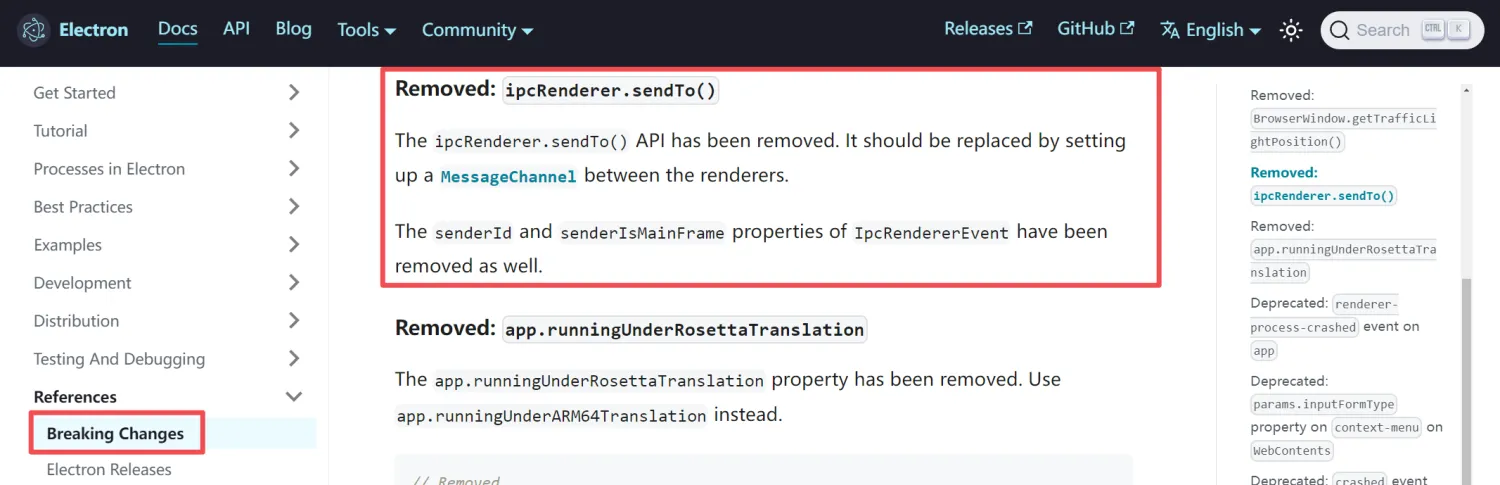 Electron
Docs
API
Blog
Tools
Community
Releases
GitHub
English
Search
CTRL
K
Get Started
Tutorial
Processes in Electron
Best Practices
Examples
Development
Distribution
Testing And Debugging
References
Breaking Changes
Electron Releases
Removed: ipcRenderer.sendTo()
The ipcRenderer.sendTo() API has been removed. It should be replaced by setting
up a MessageChannel between the renderers.
The senderId and senderIsMainFrame properties of IpcRendererEvent have been
removed as well.
Removed: app.runningUnderRosettaTranslation
The app.runningUnderRosettaTranslation property has been removed. Use
app.runningUnderARM64Translation instead.
// Removed
Removed:
BrowserWindow.getTrafficLi
ghtPosition()
Removed:
ipcRenderer.sendTo()
Removed:
app.runningUnderRosettaTra
nslation
Deprecated: renderer-
process-crashed event on
app
Deprecated:
params.inputFormType
property on context-menu on
WebContents
Deprecated: crashed event